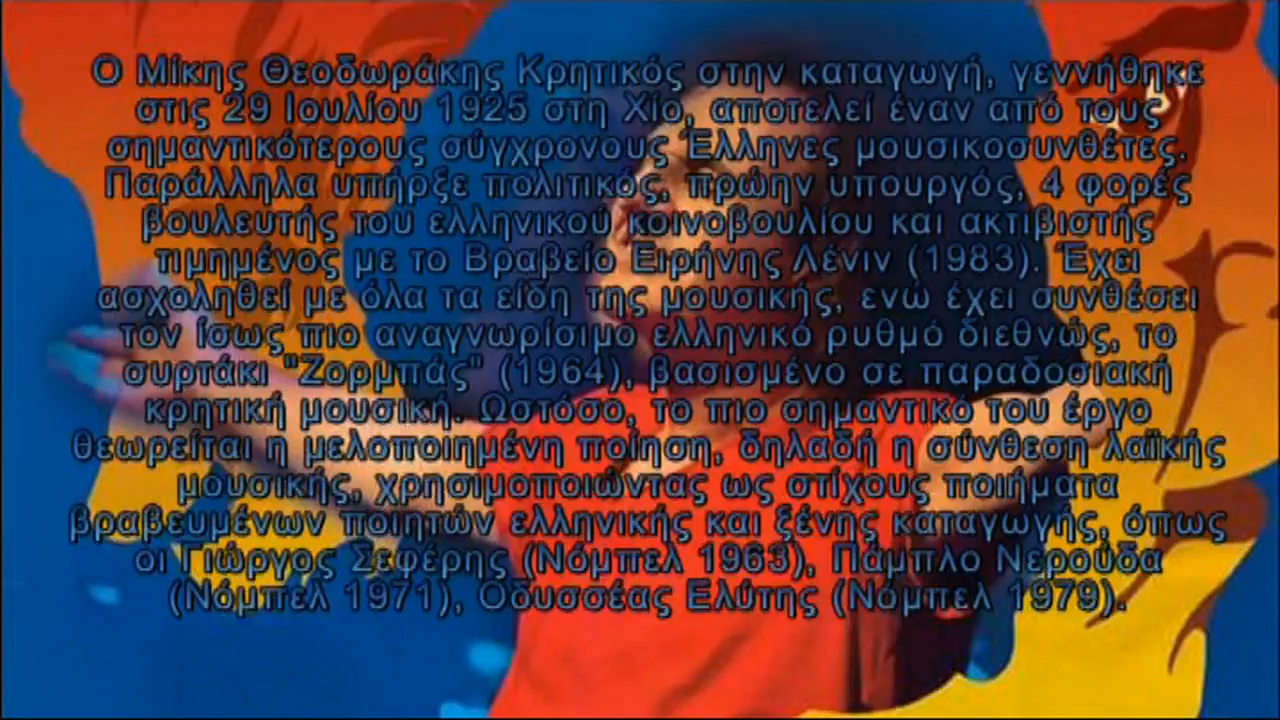 Ο Μίκης Θεοδωράκης Κρητικός στην καταγωγή, γεννήθηκε
στις 29 Ιουλίου 1925 στη Χίο, αποτελεί έναν από τους
σημαντικότερους σύγχρονους Έλληνες μουσικοσυνθέτες.
Παράλληλα υπήρξε πολιτικός, πρώην υπουργός, 4 φορές
βουλευτής του ελληνικού κοινοβουλίου και ακτιβιστής
τιμημένος με το Βραβείο Ειρήνης Λένιν (1983). Έχει
ασχοληθεί με όλα τα είδη της μουσικής, ενώ έχει συνθέσει
τον ίσως πιο αναγνωρίσιμο ελληνικό ρυθμό διεθνώς, το
συρτάκι "Ζορμπάς" (1964), βασισμένο σε παραδοσιακή
κρητική μουσική. Ωστόσο, το πιο σημαντικό του έργο
θεωρείται η μελοποιημένη ποίηση, δηλαδή η σύνθεση λαϊκής
μουσικής, χρησιμοποιώντας ως στίχους ποιήματα
βραβευμένων ποιητών ελληνικής και ξένης καταγωγής, όπως
οι Γιώργος Σεφέρης (Νόμπελ 1963), Πάμπλο Νερούδα
(Νόμπελ 1971), Οδυσσέας Ελύτης (Νόμπελ 1979).